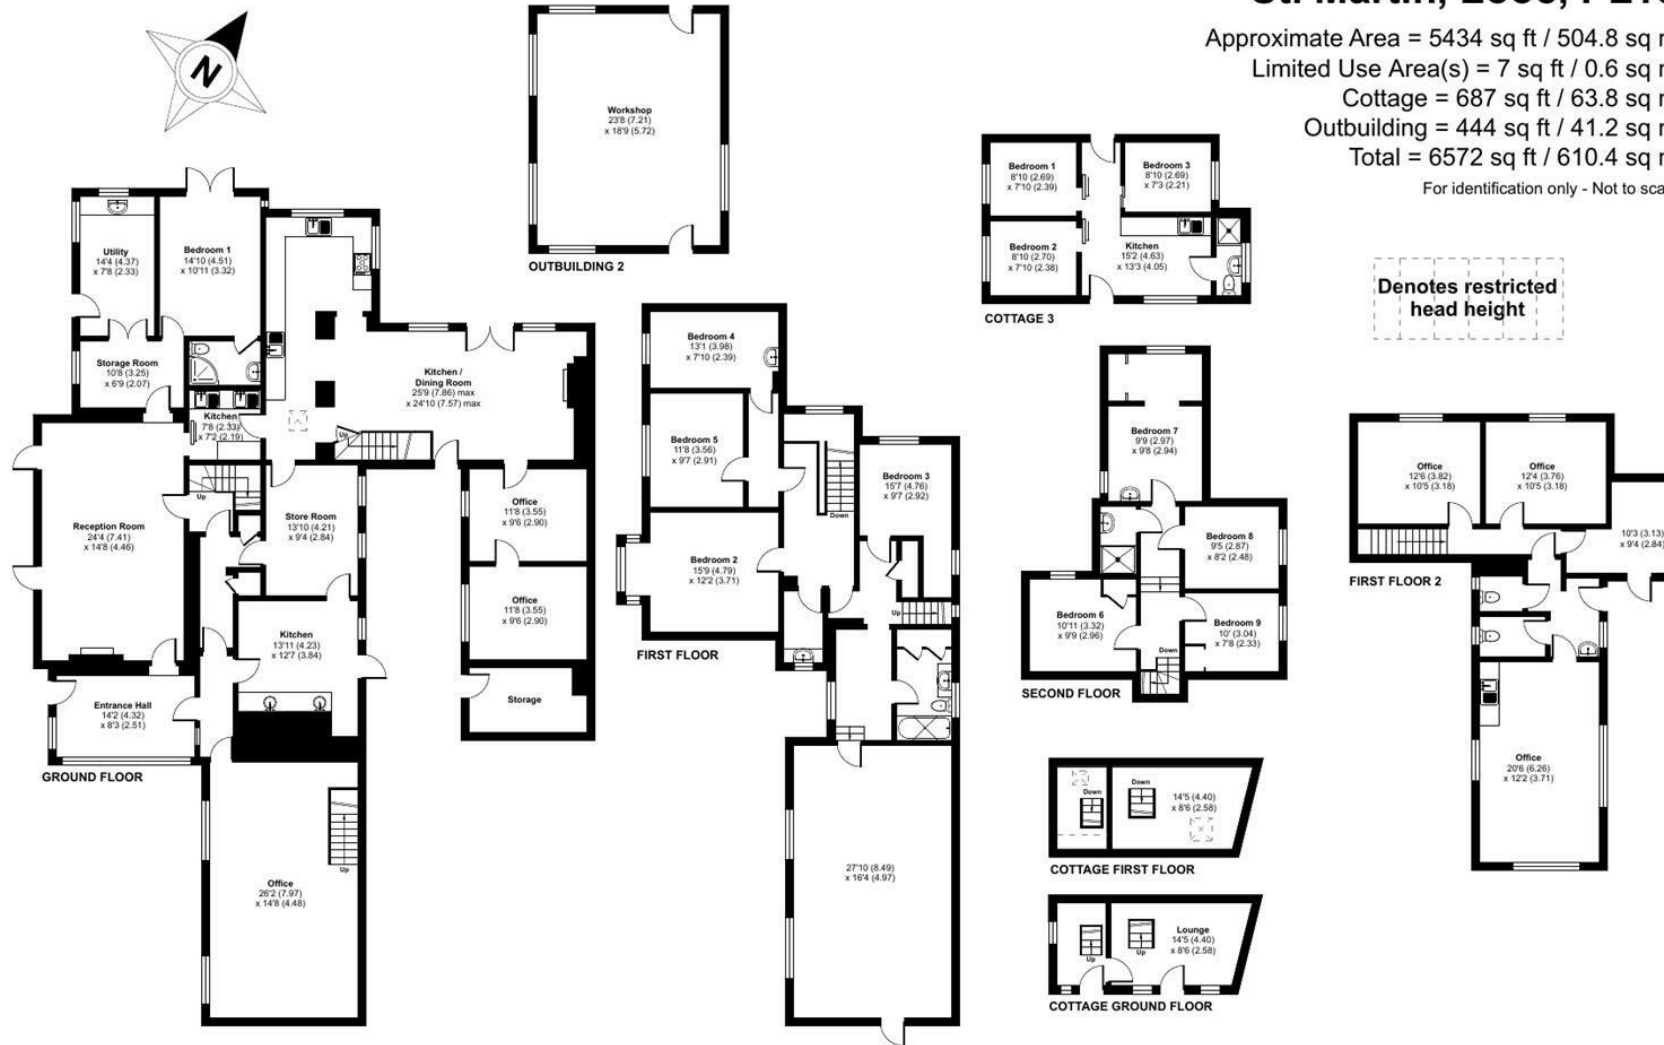 Approximate Area = 5434 sq ft / 504.8 sq
Limited Use Area(s) = 7 sq ft / 0.6 sq
Cottage = 687 sq ft / 63.8 sq
Outbuilding = 444 sq ft / 41.2 sq
Total = 6572 sq ft / 610.4 sq
For identification only - Not to
N
Workshop
23'8 (7.21)
x 18'9 (5.72)
OUTBUILDING 2
Bedroom 1
8'10 (2.69)
x 7'10 (2.39)
Bedroom 3
8'10 (2.69)
x 7'3 (2.21)
Bedroom 2
8'10 (2.70)
x 7'10 (2.38)
Kitchen
15'2 (4.63)
x 13'3 (4.05)
COTTAGE 3
Denotes restricted
head height
Utility
14'4 (4.37)
x 7'8 (2.33)
Bedroom 1
14'10 (4.51)
x 10'11 (3.32)
Storage Room
10'8 (3.25)
x 6'9 (2.07)
Kitchen
7'8 (2.33)
x 7'2 (2.19)
Kitchen /
Dining Room
25'9 (7.86) max
x 24'10 (7.57) max
Up
Reception Room
24'4 (7.41)
x 14'8 (4.46)
Up
Store Room
13'10 (4.21)
x 9'4 (2.84)
Office
11'8 (3.55)
x 9'6 (2.90)
Office
11'8 (3.55)
x 9'6 (2.90)
Kitchen
13'11 (4.23)
x 12'7 (3.84)
Storage
Entrance Hall
14'2 (4.32)
x 8'3 (2.51)
GROUND FLOOR
Office
26'2 (7.97)
x 14'8 (4.48)
Up
Bedroom 4
13'1 (3.98)
x 7'10 (2.39)
Bedroom 5
11'8 (3.56)
x 9'7 (2.91)
Bedroom 3
15'7 (4.76)
x 9'7 (2.92)
Down
Bedroom 2
15'9 (4.79)
x 12'2 (3.71)
Up
FIRST FLOOR
27'10 (8.49)
x 16'4 (4.97)
Bedroom 7
9'9 (2.97)
x 9'8 (2.94)
Bedroom 8
9'5 (2.87)
x 8'2 (2.48)
Bedroom 6
10'11 (3.32)
x 9'9 (2.96)
Bedroom 9
10' (3.04)
x 7'8 (2.33)
Down
SECOND FLOOR
Down
Down
14'5 (4.40)
x 8'6 (2.58)
COTTAGE FIRST FLOOR
Up
Up
Lounge
14'5 (4.40)
x 8'6 (2.58)
COTTAGE GROUND FLOOR
Office
12'6 (3.82)
x 10'5 (3.18)
Office
12'4 (3.76)
x 10'5 (3.18)
10'3 (3.13)
x 9'4 (2.84)
FIRST FLOOR 2
Office
20'6 (6.26)
x 12'2 (3.71)